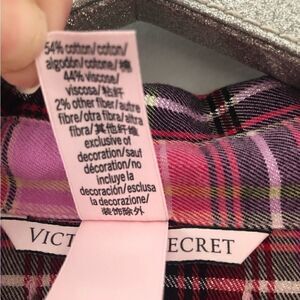 54% cotton/coton/
algodón/cotone/棉
44% viscose/
viscosa/粘纤
2% other fiber/autre
fibre/otra fibra/altra
fibra/其他纤维
exclusive of
decoration/sauf
décoration/no
incluye la
decoración/esclusa
la decorazione/
装饰除外
VICT ECRET